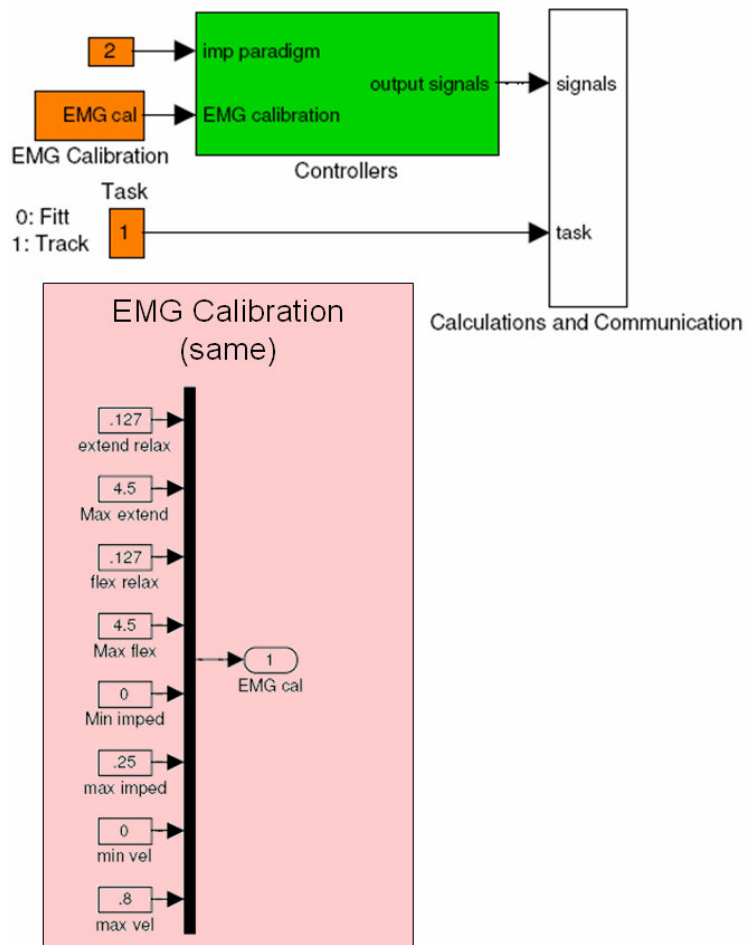 2
imp paradigm
output signals
signals
EMG cal
EMG calibration
EMG Calibration
Controllers
Task
0: Fitt
1: Track
1
task
Calculations and Communication
EMG Calibration
(same)
.127
extend relax
4.5
Max extend
.127
flex relax
4.5
Max flex
1
EMG cal
0
Min imped
.25
max imped
0
min vel
.8
max vel